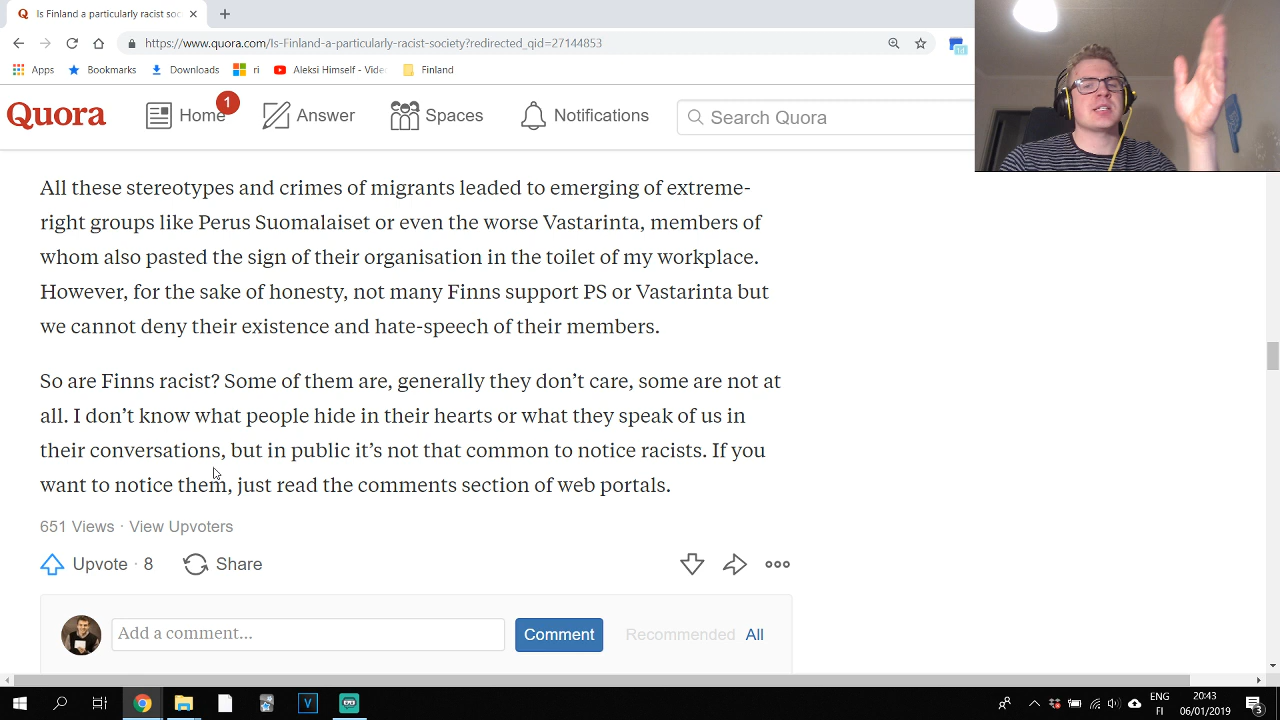 Is Finland a particularly racist soc
https://www.quora.com/Is-Finland-a-particularly-racist-society?redirected_qid=27144853
Apps Bookmarks Downloads ri Aleksi Himself - Vide Finland
Quora Home 1 Answer Spaces Notifications Search Quora
All these stereotypes and crimes of migrants leaded to emerging of extreme-
right groups like Perus Suomalaiset or even the worse Vastarinta, members of
whom also pasted the sign of their organisation in the toilet of my workplace.
However, for the sake of honesty, not many Finns support PS or Vastarinta but
we cannot deny their existence and hate-speech of their members.
So are Finns racist? Some of them are, generally they don’t care, some are not at
all. I don’t know what people hide in their hearts or what they speak of us in
their conversations, but in public it’s not that common to notice racists. If you
want to notice them, just read the comments section of web portals.
651 Views · View Upvoters
Upvote · 8 Share
Add a comment... Comment Recommended All
ENG 20:43
FI 06/01/2019 3